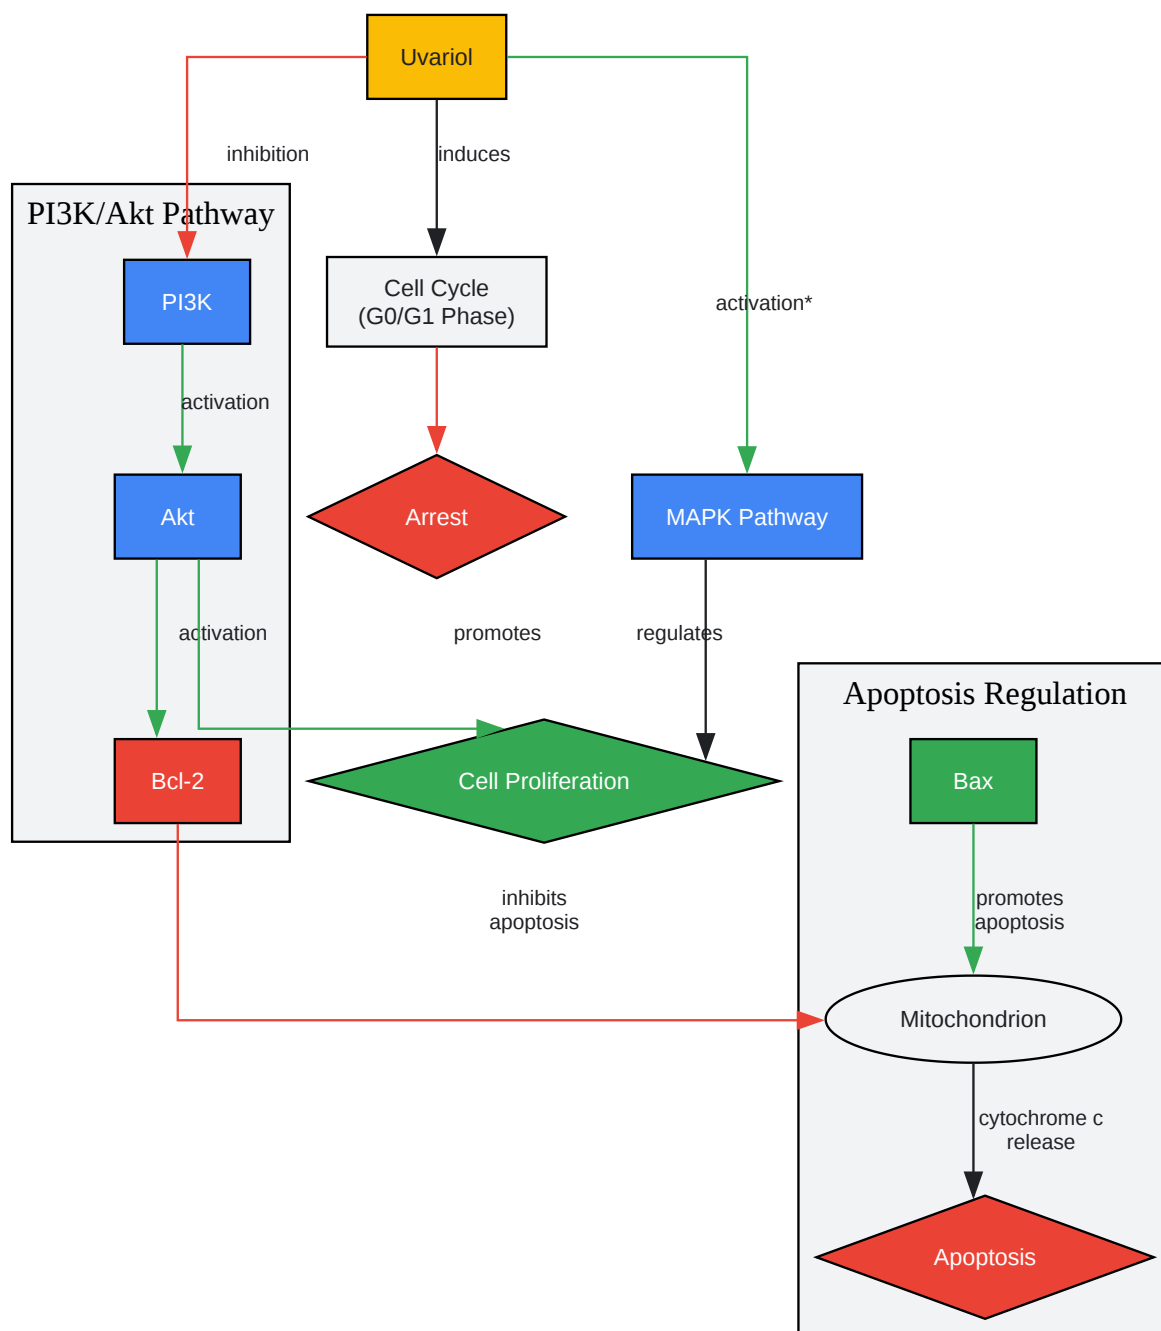 Uvariol
inhibition
induces
PI3K/Akt Pathway
PI3K
Cell Cycle
(G0/G1 Phase)
activation*
activation
Akt
Arrest
MAPK Pathway
activation
promotes
regulates
Apoptosis Regulation
Bcl-2
Cell Proliferation
Bax
inhibits
apoptosis
promotes
apoptosis
Mitochondrion
cytochrome c
release
Apoptosis